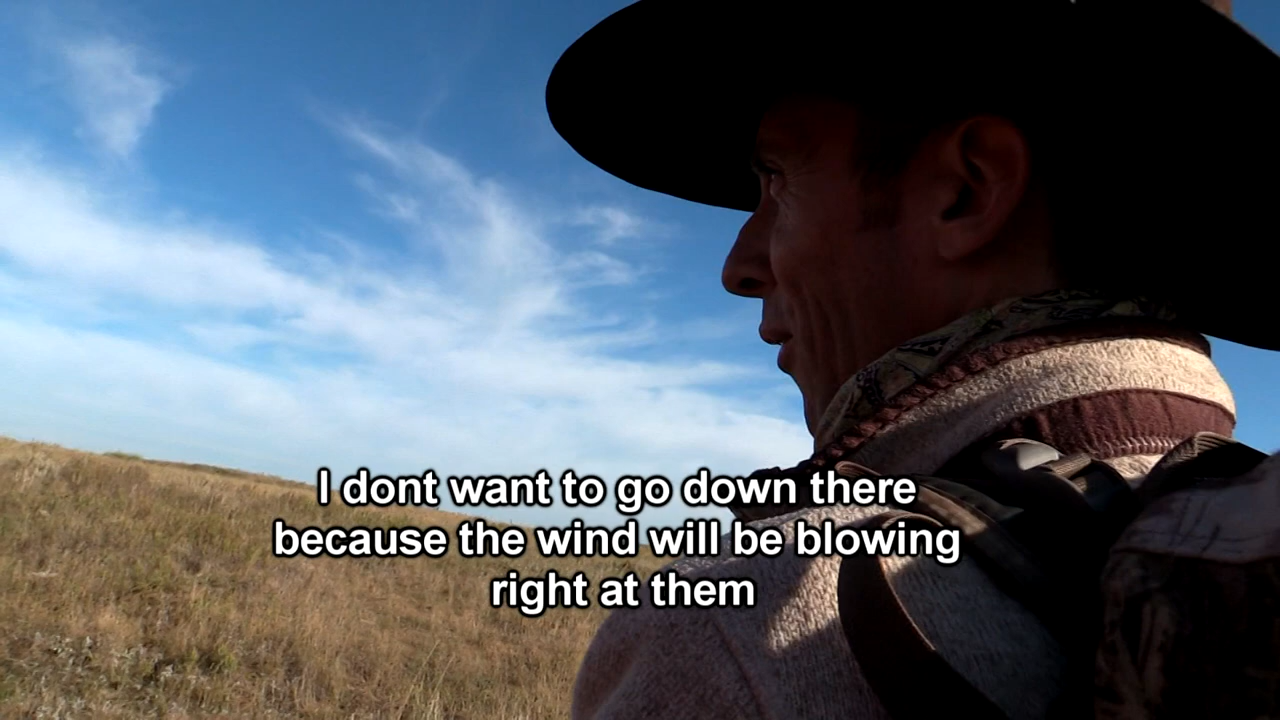 I dont want to go down there
because the wind will be blowing
right at them